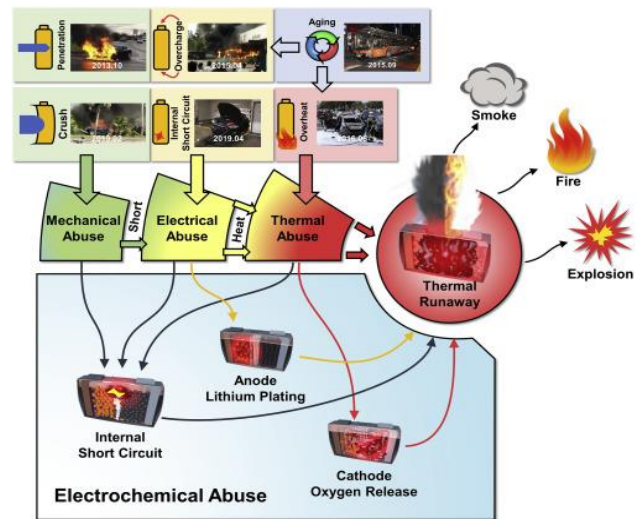 Penetration
2013.10
Overcharge
Aging
2015.09
Crush
Internal
Short Circuit
2019.04
Overheat
Smoke
Fire
Explosion
Mechanical
Abuse
Short
Electrical
Abuse
Heat
Thermal
Abuse
Thermal
Runaway
Anode
Lithium Plating
Internal
Short Circuit
Cathode
Oxygen Release
Electrochemical Abuse